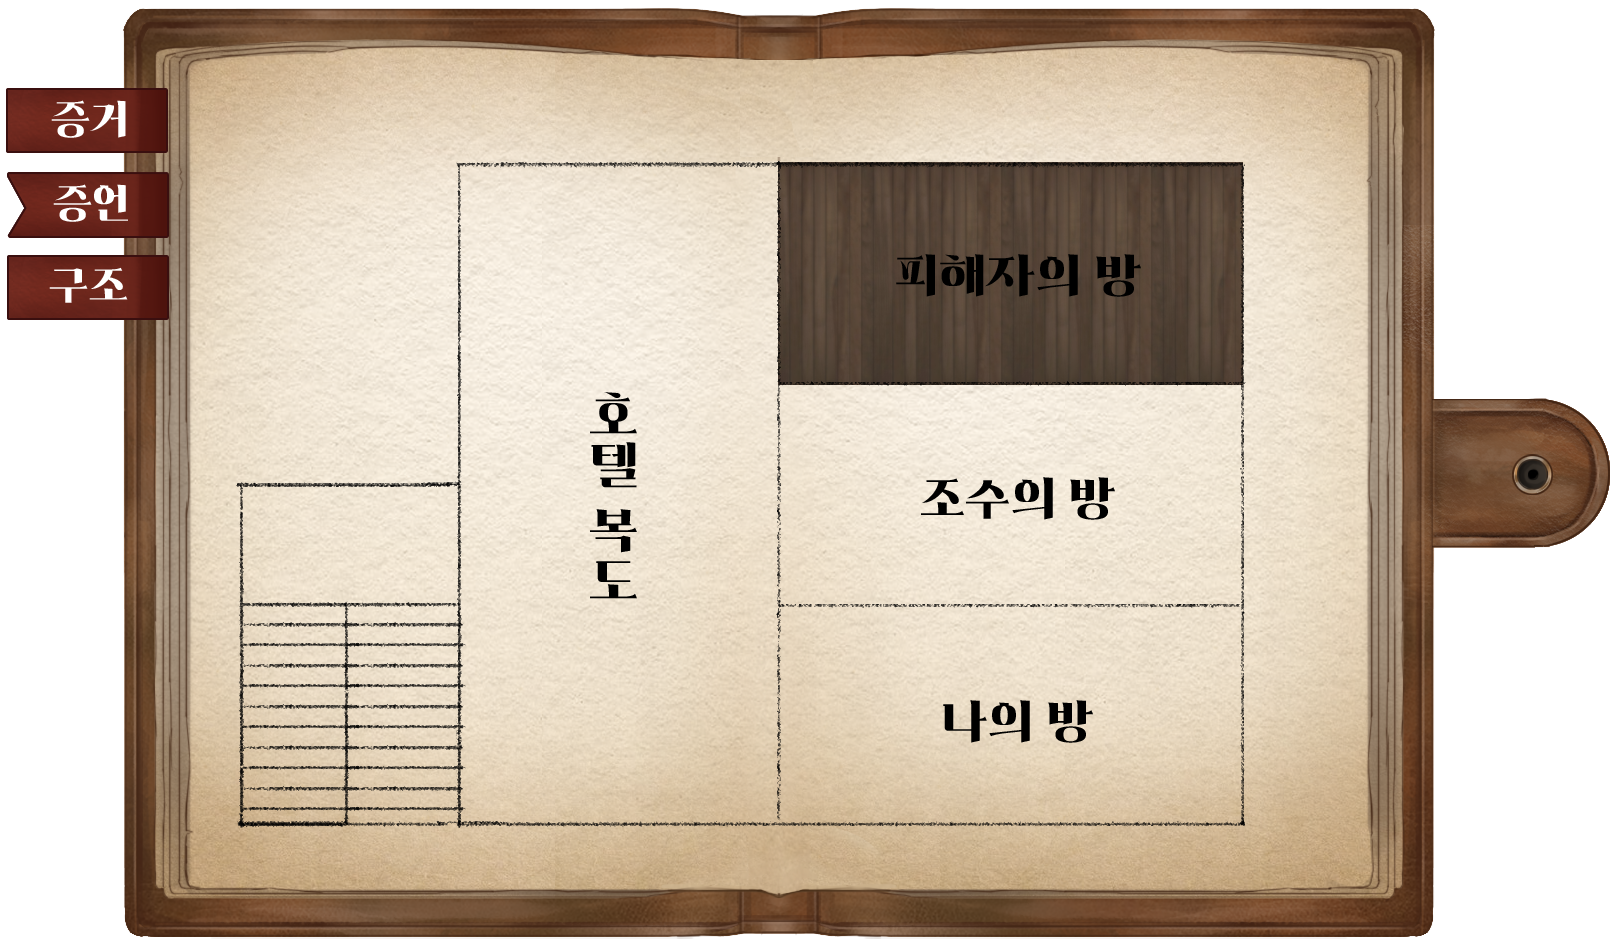 증거
증언
구조
피해자의 방
호텔 복도
조수의 방
나의 방